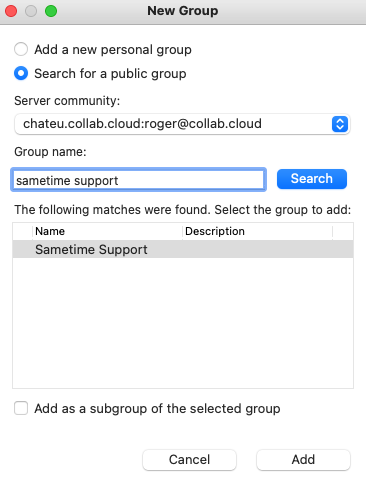 New Group
Add a new personal group
Search for a public group
Server community:
chateu.collab.cloud:roger@collab.cloud
Group name:
sametime support
Search
The following matches were found. Select the group to add:
Name Description
Sametime Support
Add as a subgroup of the selected group
Cancel Add